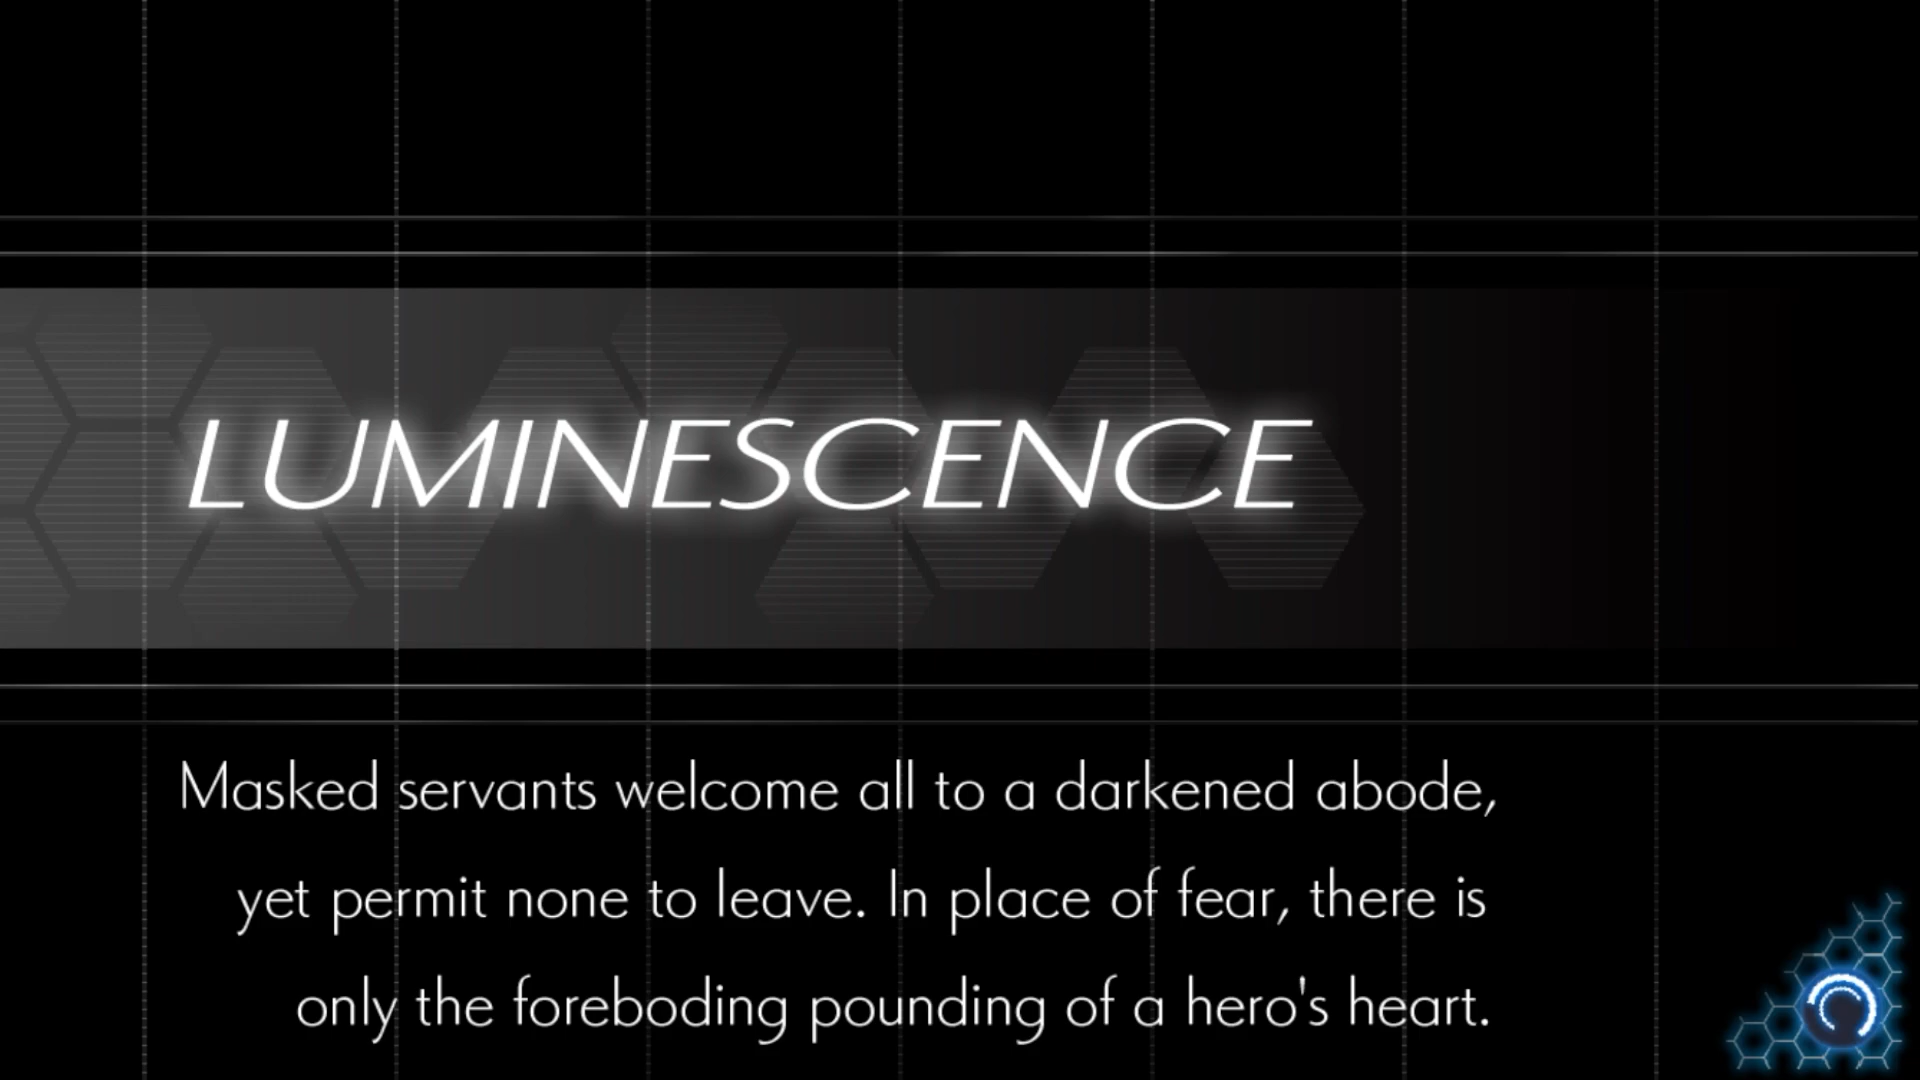 LUMINESCENCE
Masked servants welcome all to a darkened abode,
yet permit none to leave. In place of fear, there is
only the foreboding pounding of a hero's heart.